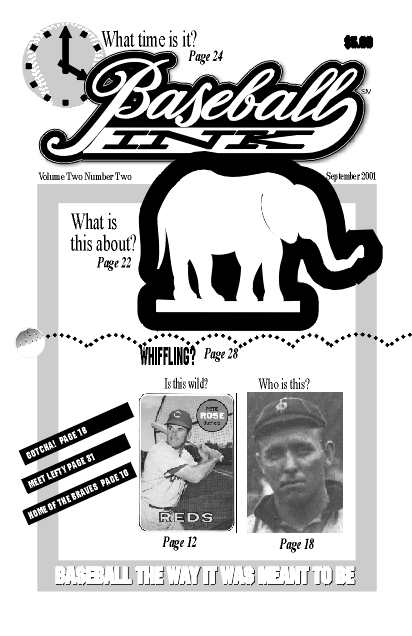 What time is it?
Page 24
$5.00
Baseball
SM
INK
Volume Two Number Two
September 2001
What is
this about?
Page 22
WHIFFLING?
Page 28
Is this wild?
Who is this?
PETE
ROSE
REDS
GOTCHA! PAGE 16
MEET LEFTY PAGE 31
HOME OF THE BRAVES PAGE 10
Page 12
Page 18
BASEBALL THE WAY IT WAS MEANT TO BE